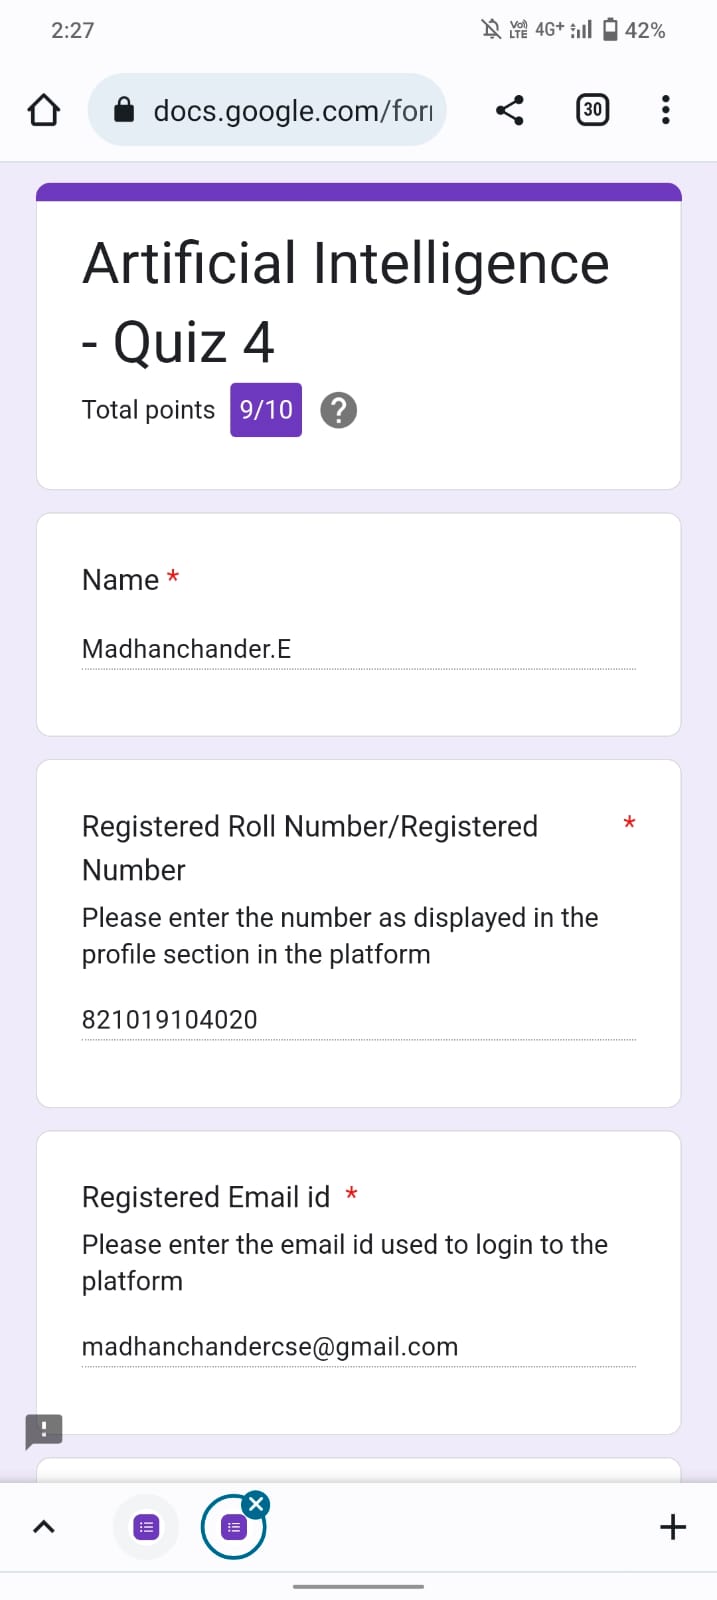 2:27
Vo)
LTE
4G+
42%
docs.google.com/for
30
Artificial Intelligence
- Quiz 4
Total points 9/10 ?
Name *
Madhanchander.E
Registered Roll Number/Registered *
Number
Please enter the number as displayed in the
profile section in the platform
821019104020
Registered Email id *
Please enter the email id used to login to the
platform
madhanchandercse@gmail.com